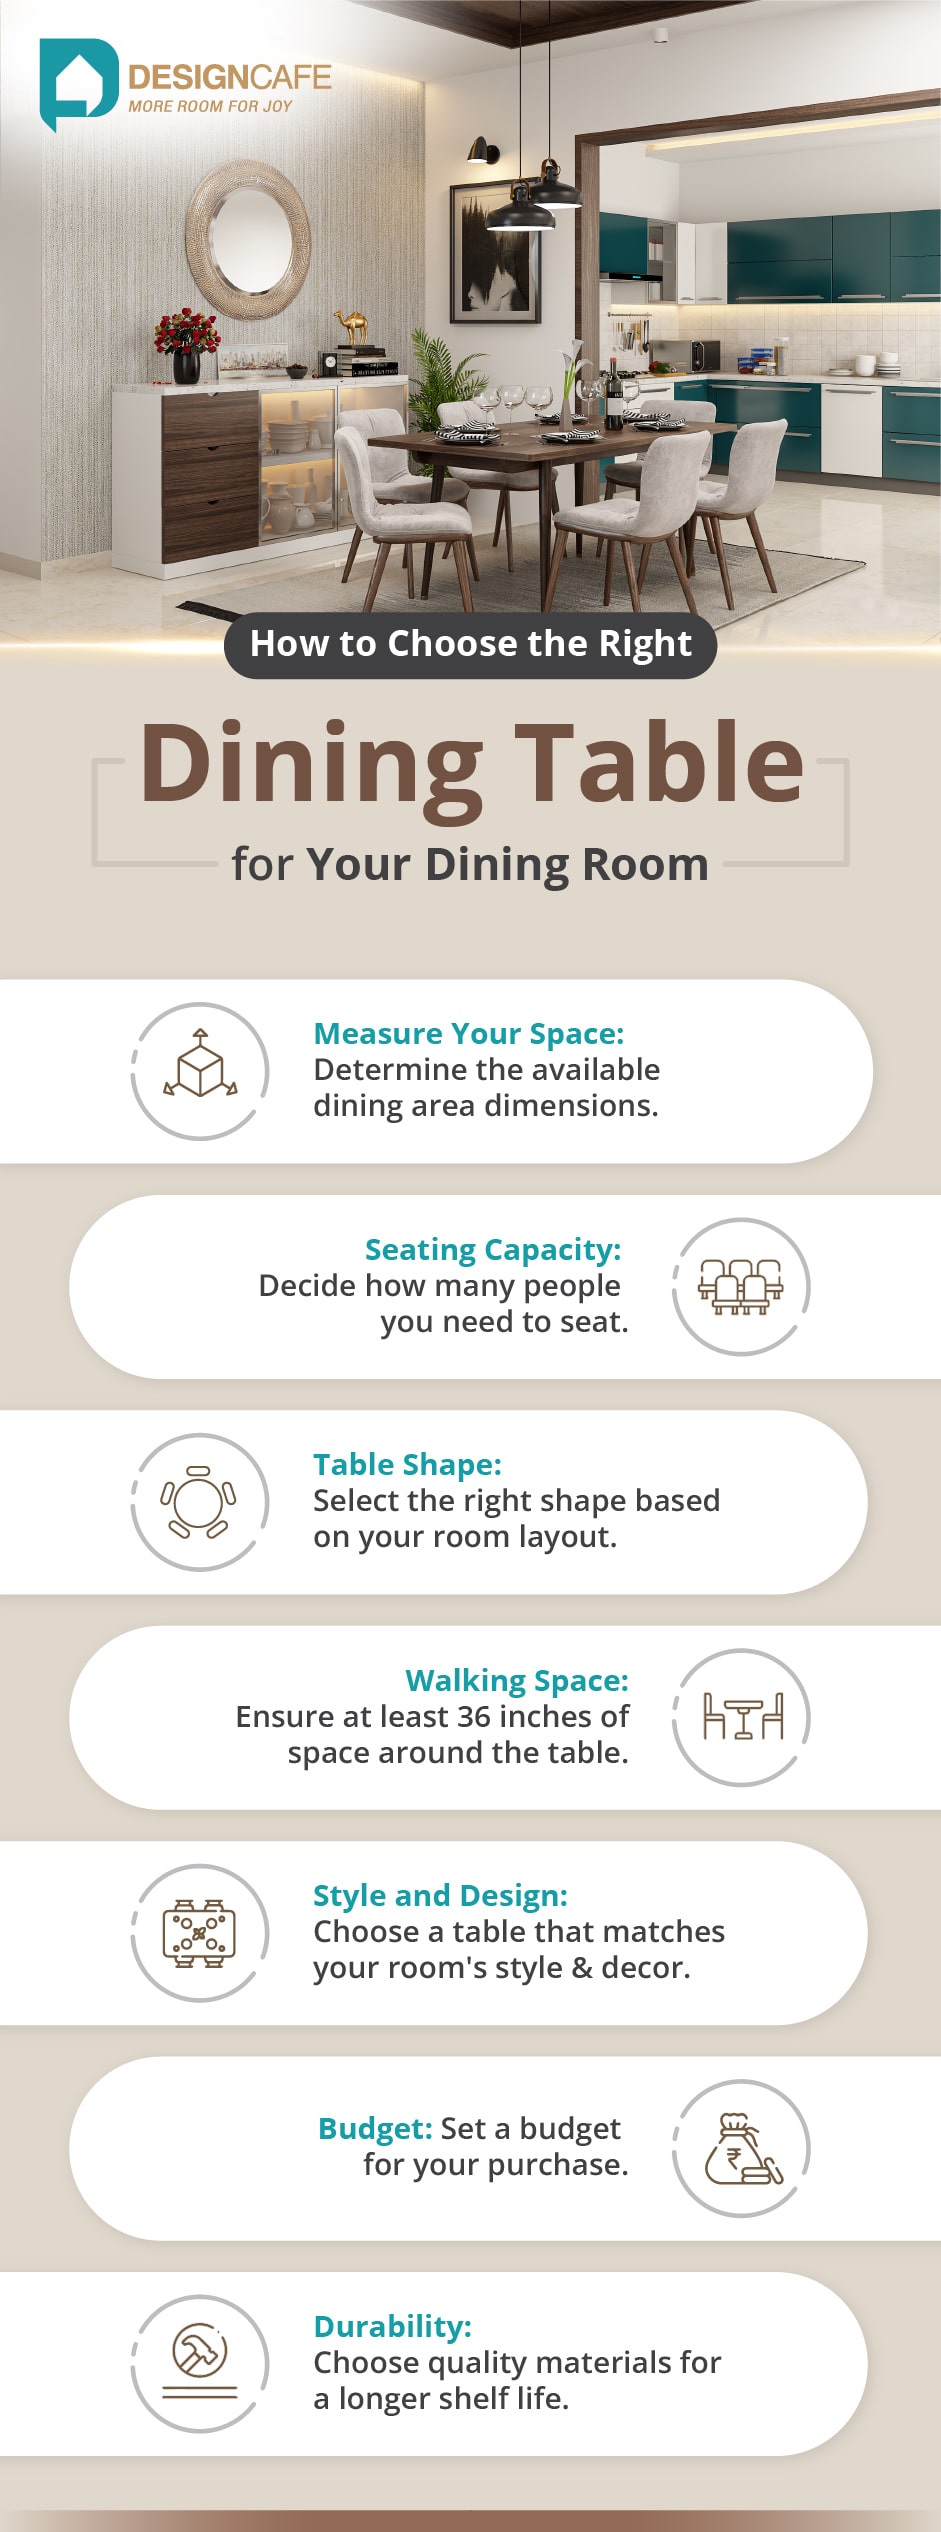 DESIGNCAFE
MORE ROOM FOR JOY
How to Choose the Right
Dining Table
for Your Dining Room
Measure Your Space:
Determine the available
dining area dimensions.
Seating Capacity:
Decide how many people
you need to seat.
Table Shape:
Select the right shape based
on your room layout.
Walking Space:
Ensure at least 36 inches of
space around the table.
Style and Design:
Choose a table that matches
your room's style & decor.
Budget: Set a budget
for your purchase.
₹
Durability:
Choose quality materials for
a longer shelf life.